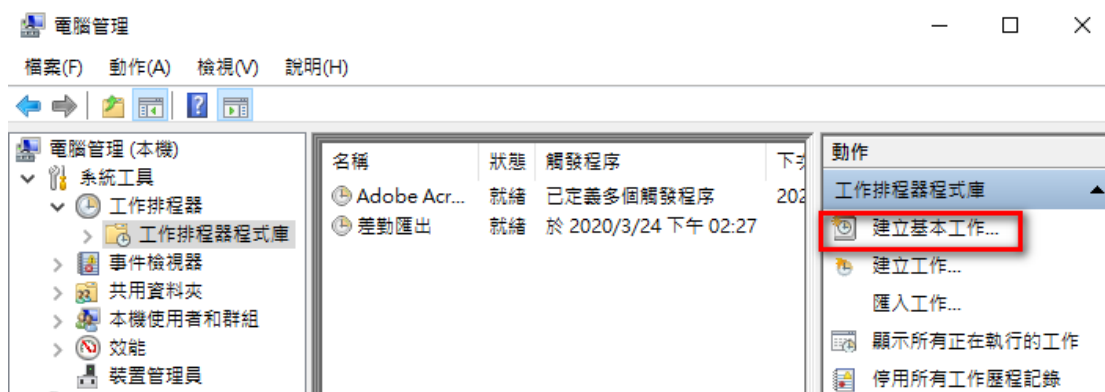 電腦管理
檔案(F) 動作(A) 檢視(V) 說明(H)
電腦管理 (本機)
系統工具
工作排程器
工作排程器程式庫
事件檢視器
共用資料夾
本機使用者和群組
效能
裝置管理員
名稱 狀態 觸發程序
Adobe Acr... 就緒 已定義多個觸發程序 202
差勤匯出 就緒 於 2020/3/24 下午 02:27
動作
工作排程器程式庫
建立基本工作...
建立工作...
匯入工作...
顯示所有正在執行的工作
停用所有工作歷程記錄